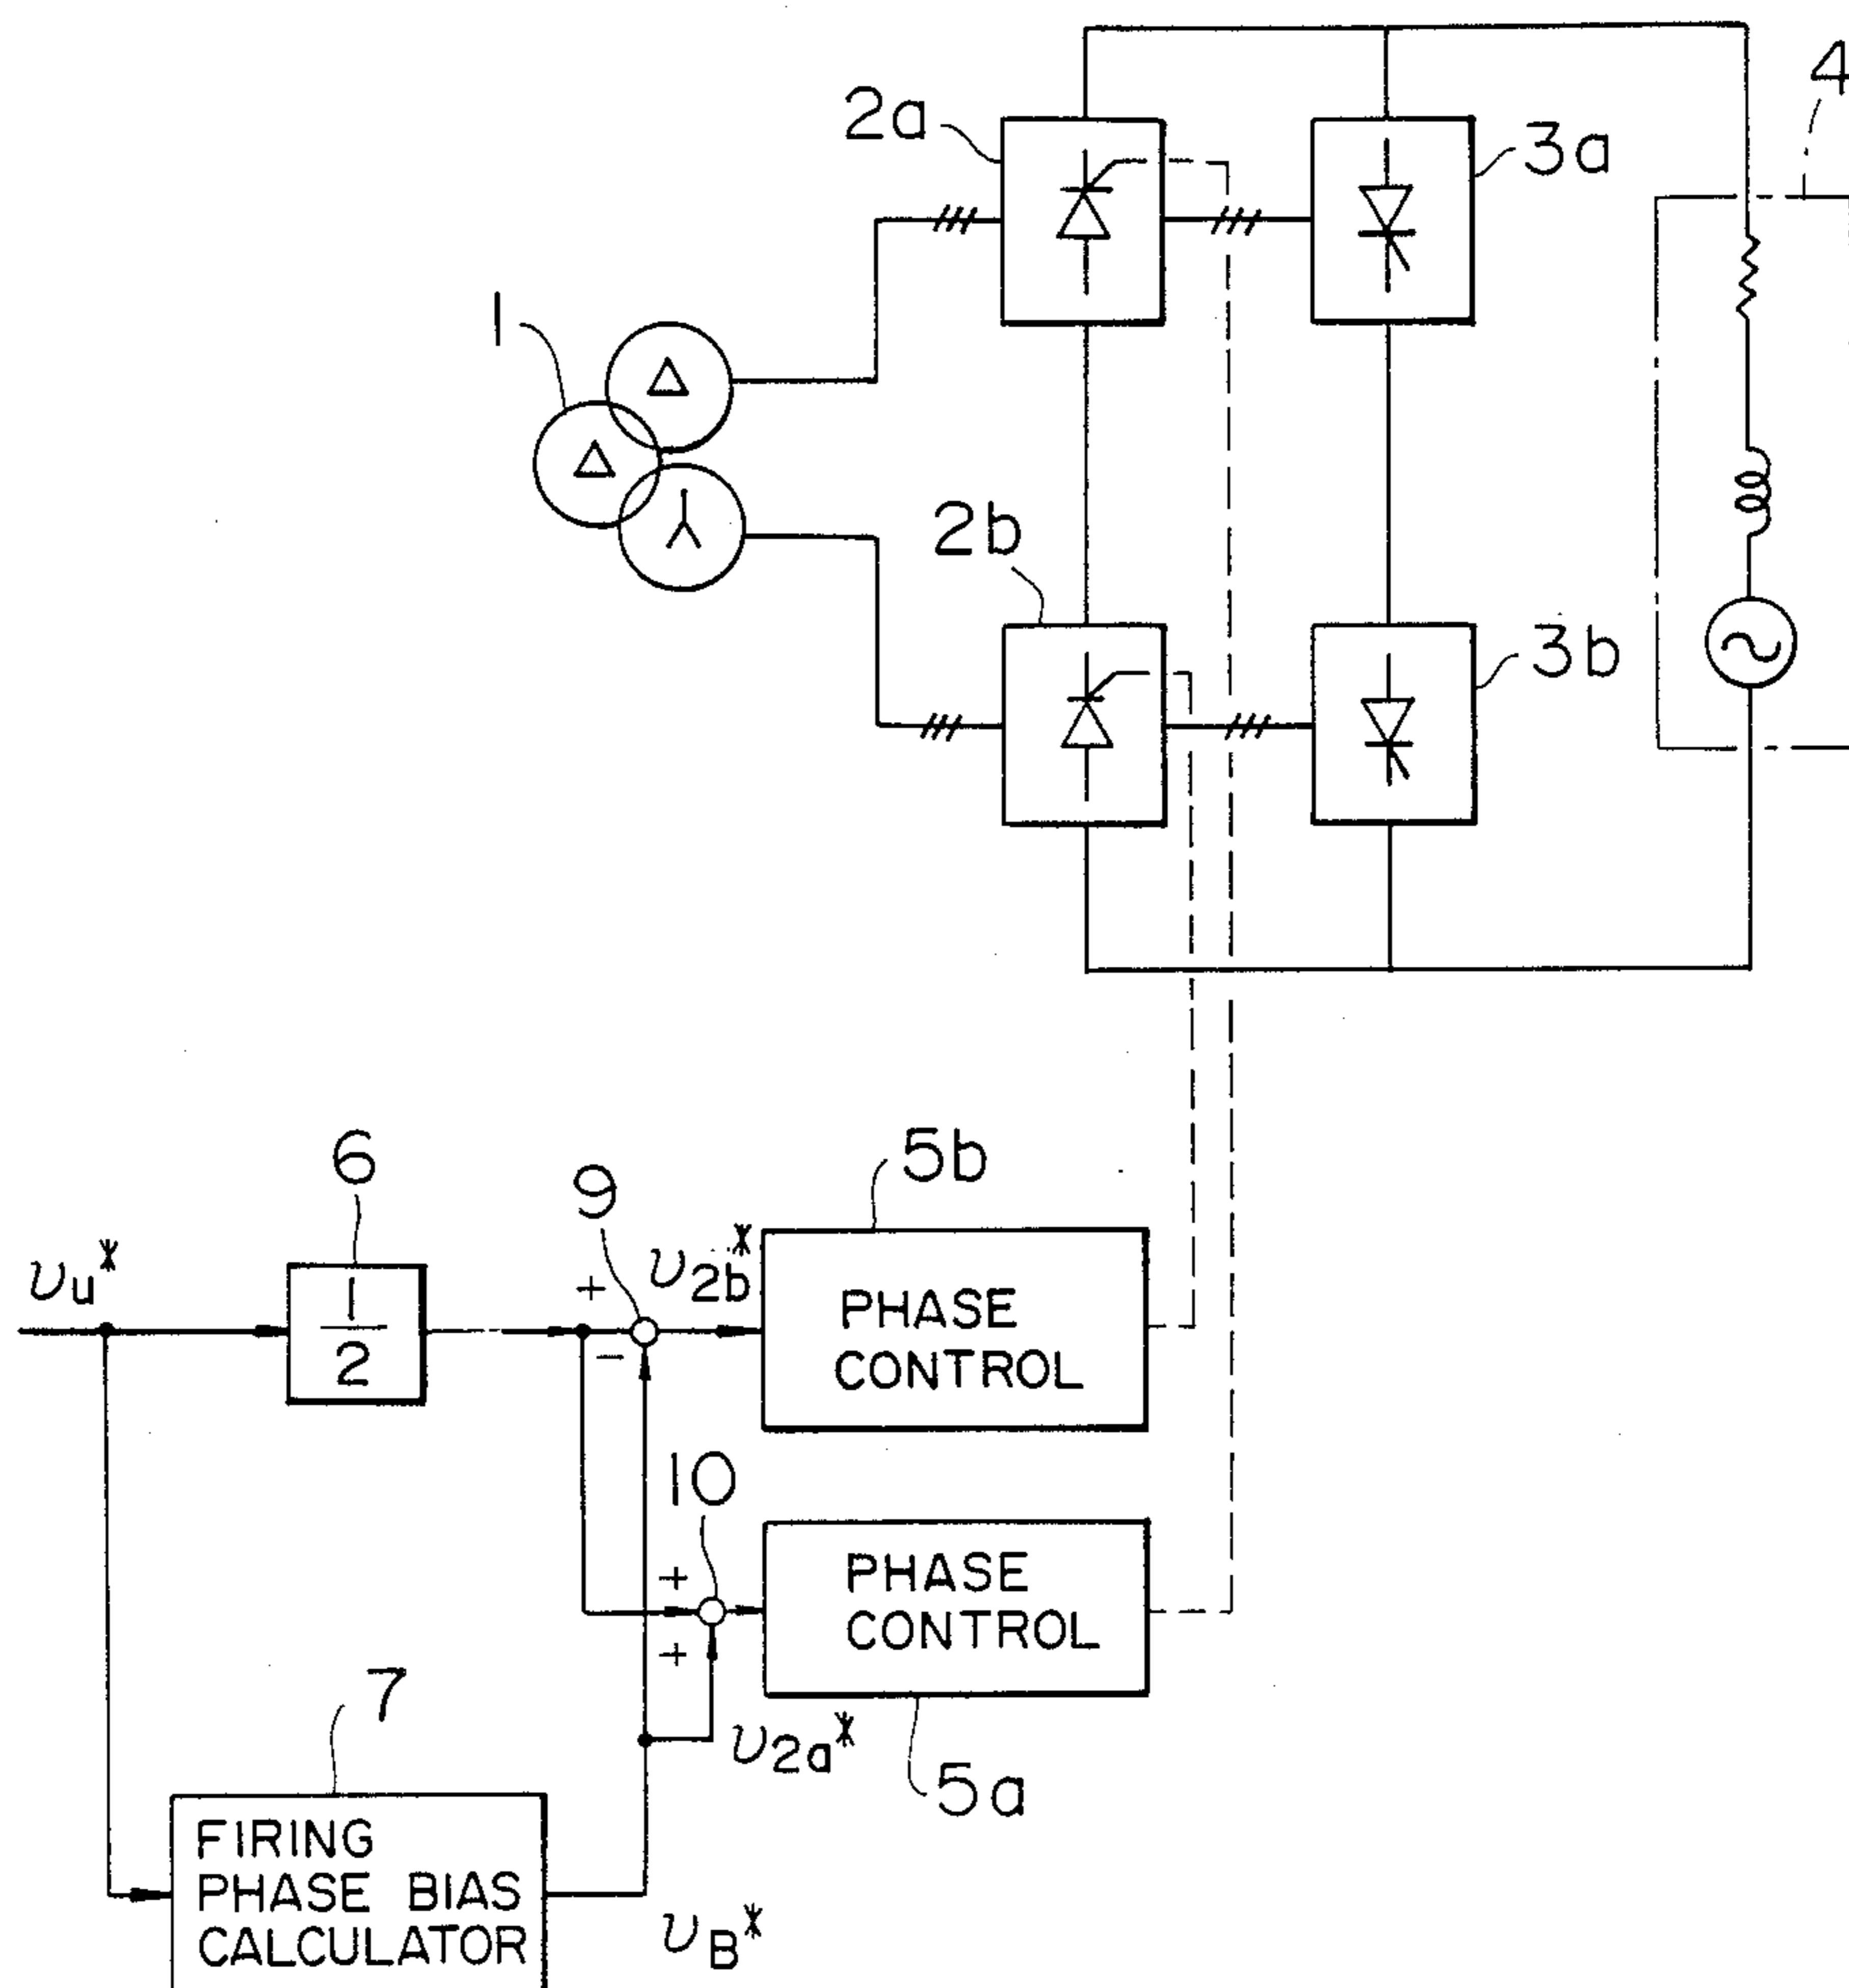 4
2a
3a
1
2b
3b
6
9
5b
υu*
1/2
+
υ2b*
−
PHASE
CONTROL
10
+
+
PHASE
CONTROL
7
υ2a*
5a
FIRING
PHASE BIAS
CALCULATOR
υB*